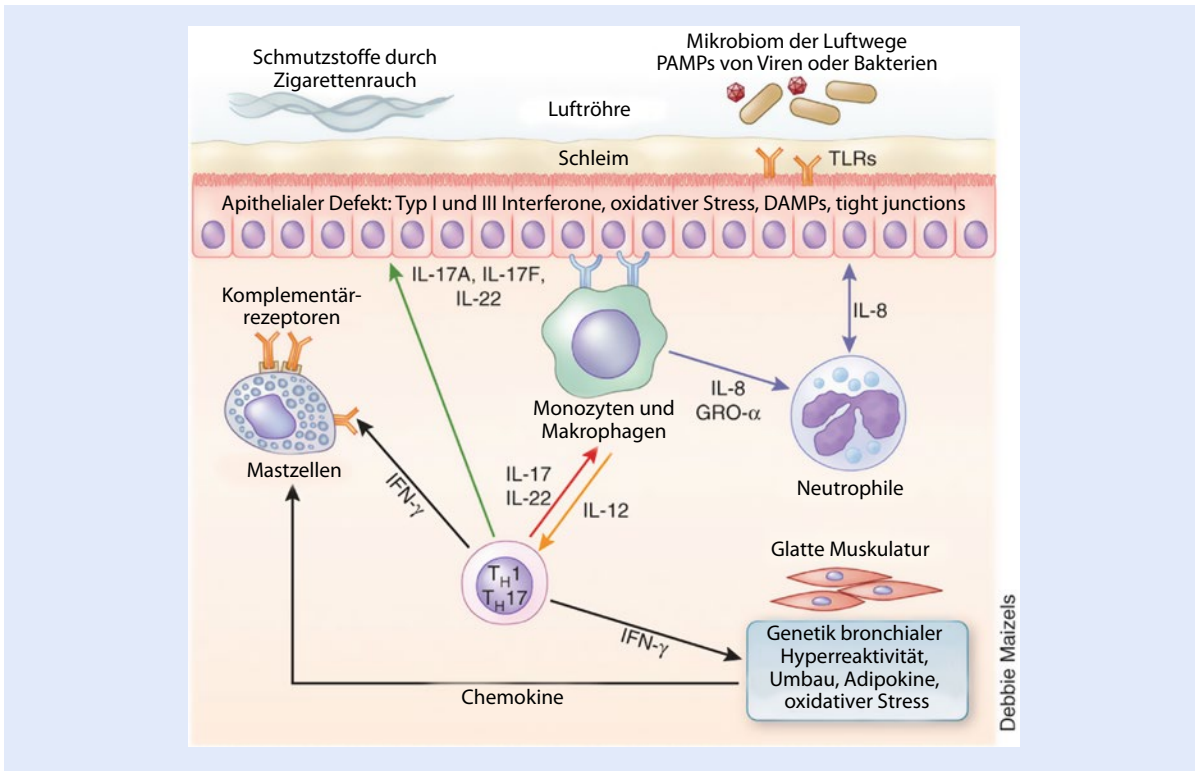 Schmutzstoffe durch
Zigarettenrauch
Mikrobiom der Luftwege
PAMPs von Viren oder Bakterien
Luftröhre
Schleim
TLRs
Apithelialer Defekt: Typ I und III Interferone, oxidativer Stress, DAMPs, tight junctions
IL-17A, IL-17F,
IL-22
Komplementär-
rezeptoren
IL-8
IL-8
GRO-α
Monozyten und
Makrophagen
Mastzellen
Neutrophile
IFN-γ
IL-17
IL-22
IL-12
TH1
TH17
Glatte Muskulatur
IFN-γ
Genetik bronchialer
Hyperreaktivität,
Umbau, Adipokine,
oxidativer Stress
Chemokine
Debbie Maizels